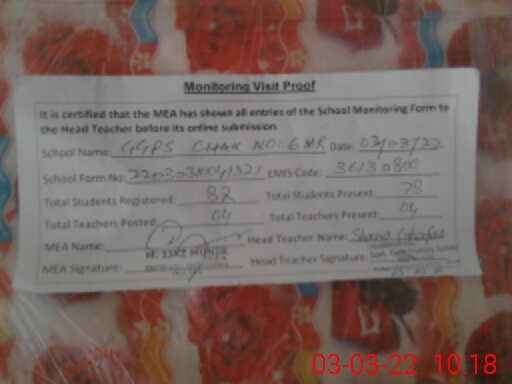 Monitoring Visit Proof
It is certified that the MEA has shown all entries of the School Monitoring Form to
the Head Teacher before its online submission.
School Name: GGPS CHAK NO. 6 MR Date: 03/03/22
School Form No: 22030310041321 EMIS Code: 36130800
Total Students Registered: 82 Total Students Present: 78
Total Teachers Posted: 04 Total Teachers Present: 04
MEA Name: Head Teacher Name:
MEA Signature: Head Teacher Signature:
03-03-22 10:18